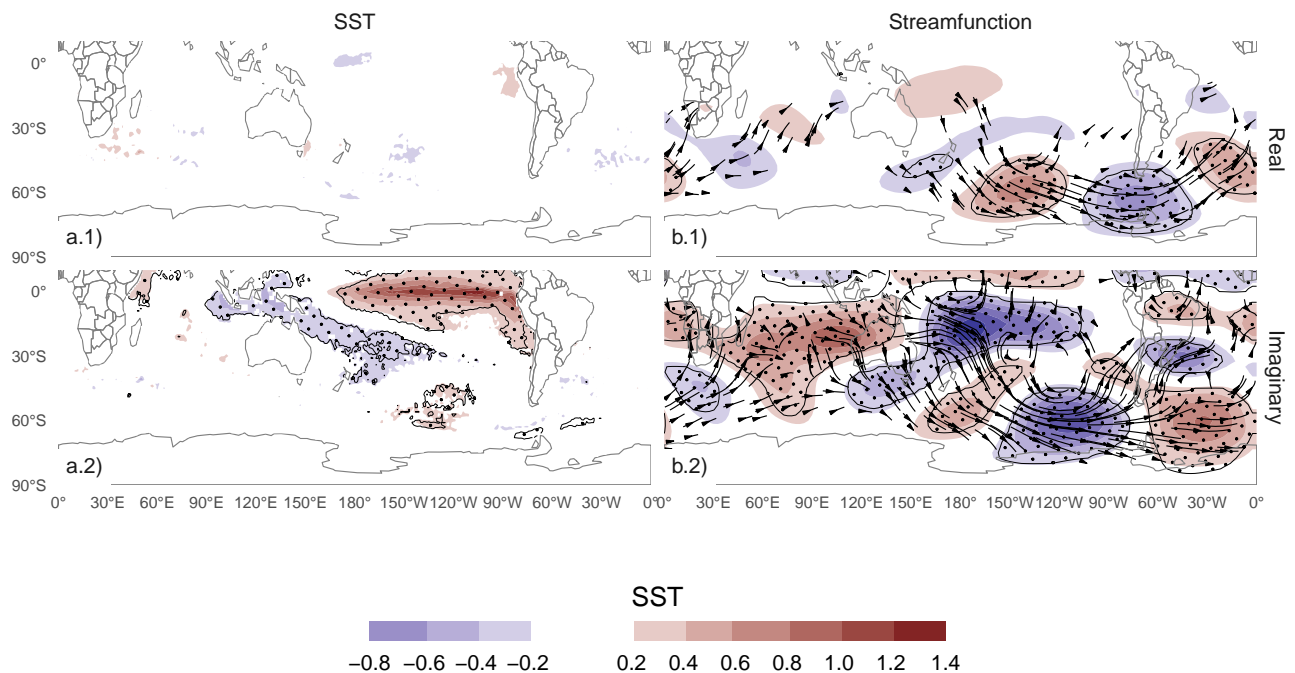 SST Streamfunction
0°
30°S
60°S
90°S
a.1) b.1)
Real
0°
30°S
60°S
90°S
a.2) b.2)
Imaginary
0° 30°E 60°E 90°E 120°E 150°E 180° 150°W 120°W 90°W 60°W 30°W 0° 0° 30°E 60°E 90°E 120°E 150°E 180° 150°W 120°W 90°W 60°W 30°W 0°
SST
−0.8 −0.6 −0.4 −0.2 0.2 0.4 0.6 0.8 1.0 1.2 1.4